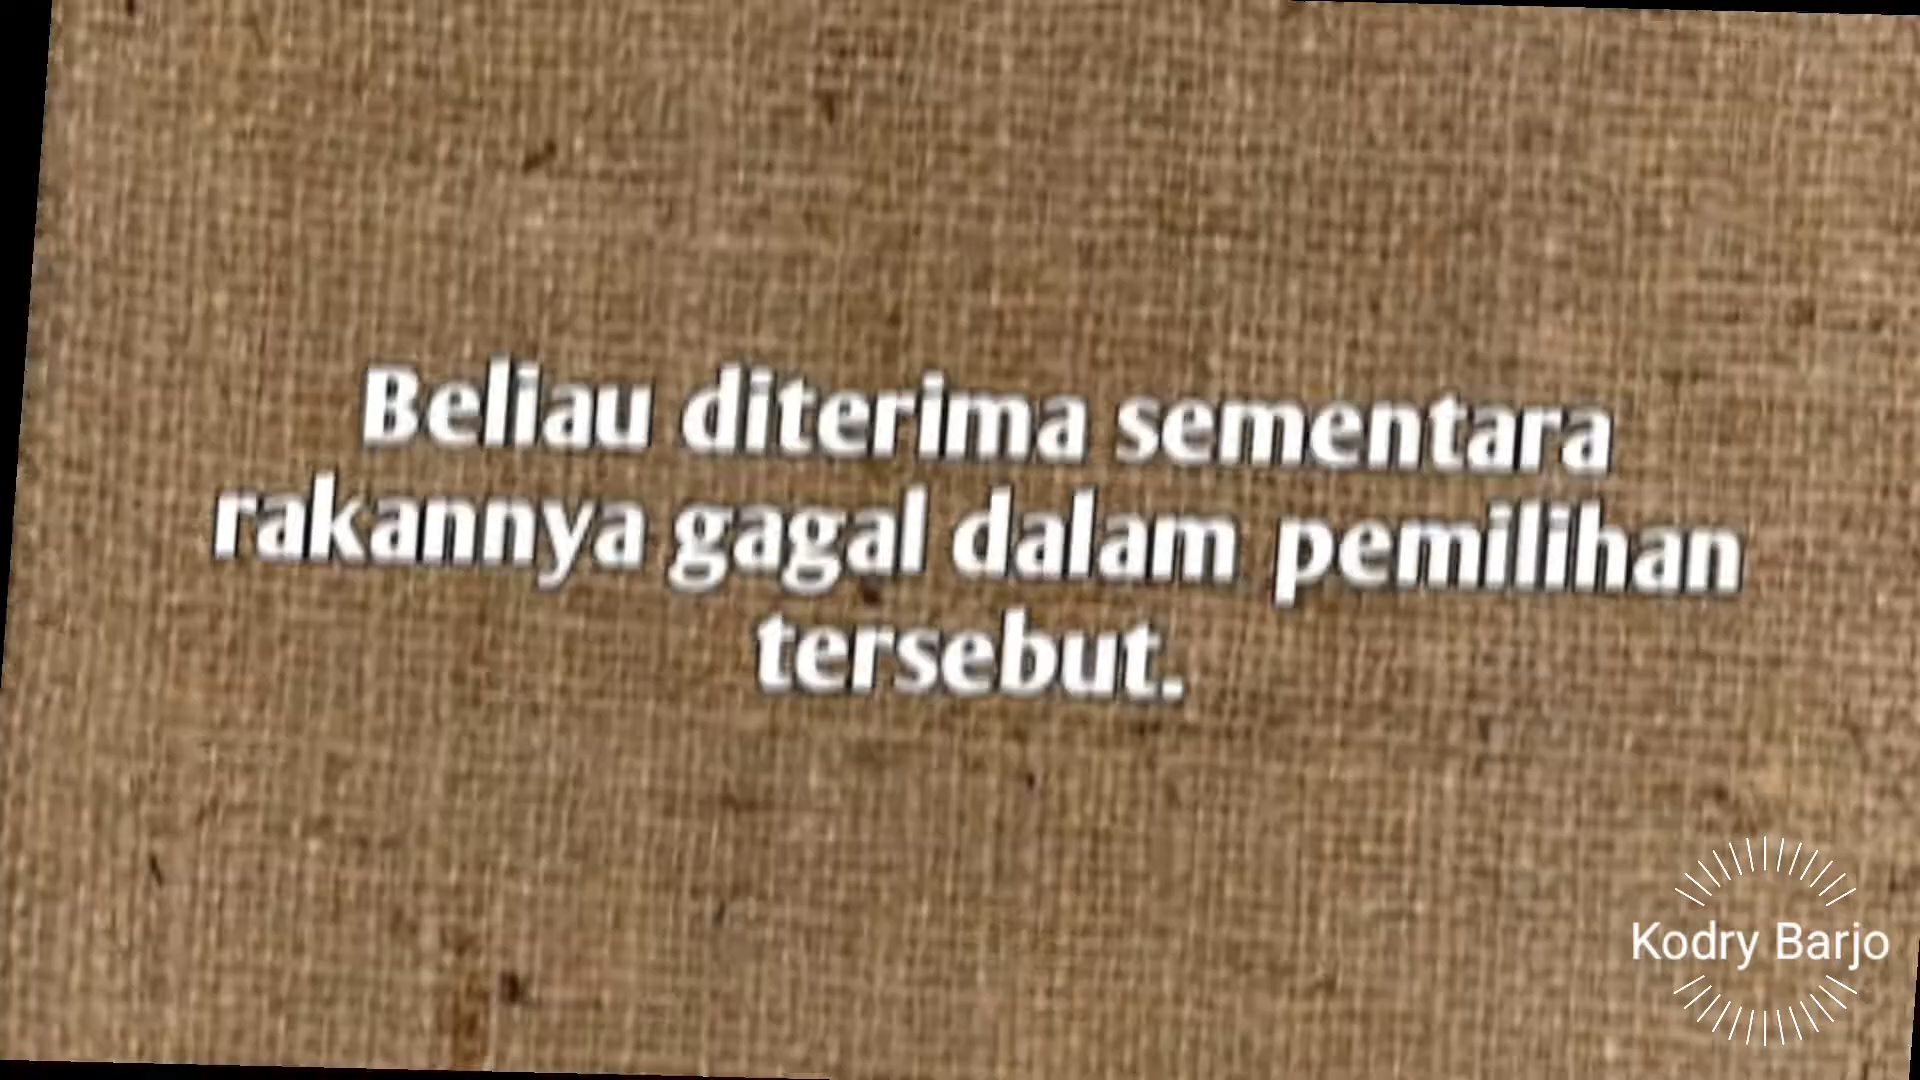 Beliau diterima sementara
rakannya gagal dalam pemilihan
tersebut.
Kodry Barjo